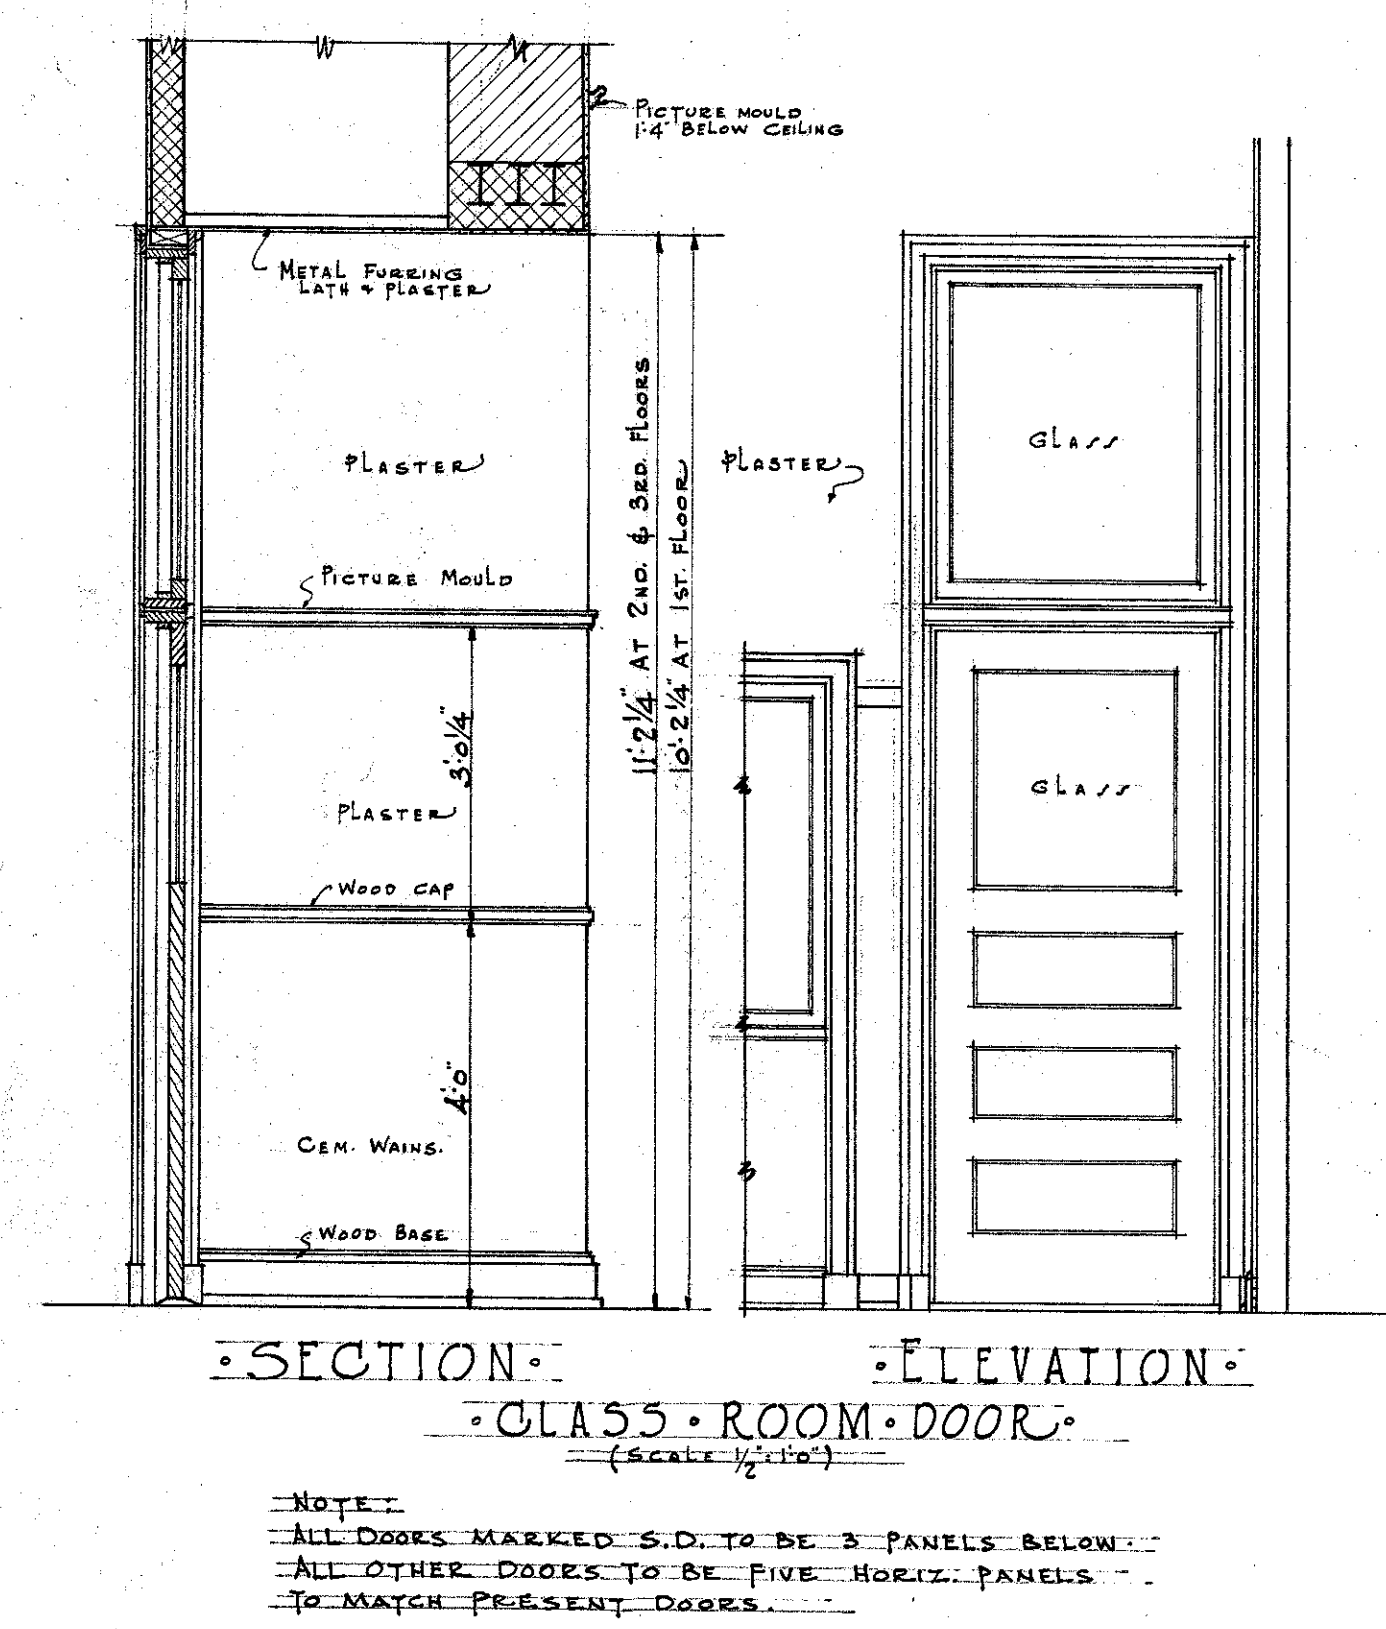 PICTURE MOULD
1'-4" BELOW CEILING
METAL FURRING
LATH & PLASTER
PLASTER
PICTURE MOULD
3'-0 1/4"
PLASTER
WOOD CAP
4'-0"
CEM. WAINS.
WOOD BASE
11'-2 1/4" AT 2ND. & 3RD. FLOORS
10'-2 1/4" AT 1ST. FLOOR
PLASTER
GLASS
GLASS
·SECTION·
·ELEVATION·
·CLASS·ROOM·DOOR·
(SCALE 1/2"=1'-0")
NOTE:
ALL DOORS MARKED S.D. TO BE 3 PANELS BELOW.
ALL OTHER DOORS TO BE FIVE HORIZ. PANELS
TO MATCH PRESENT DOORS.